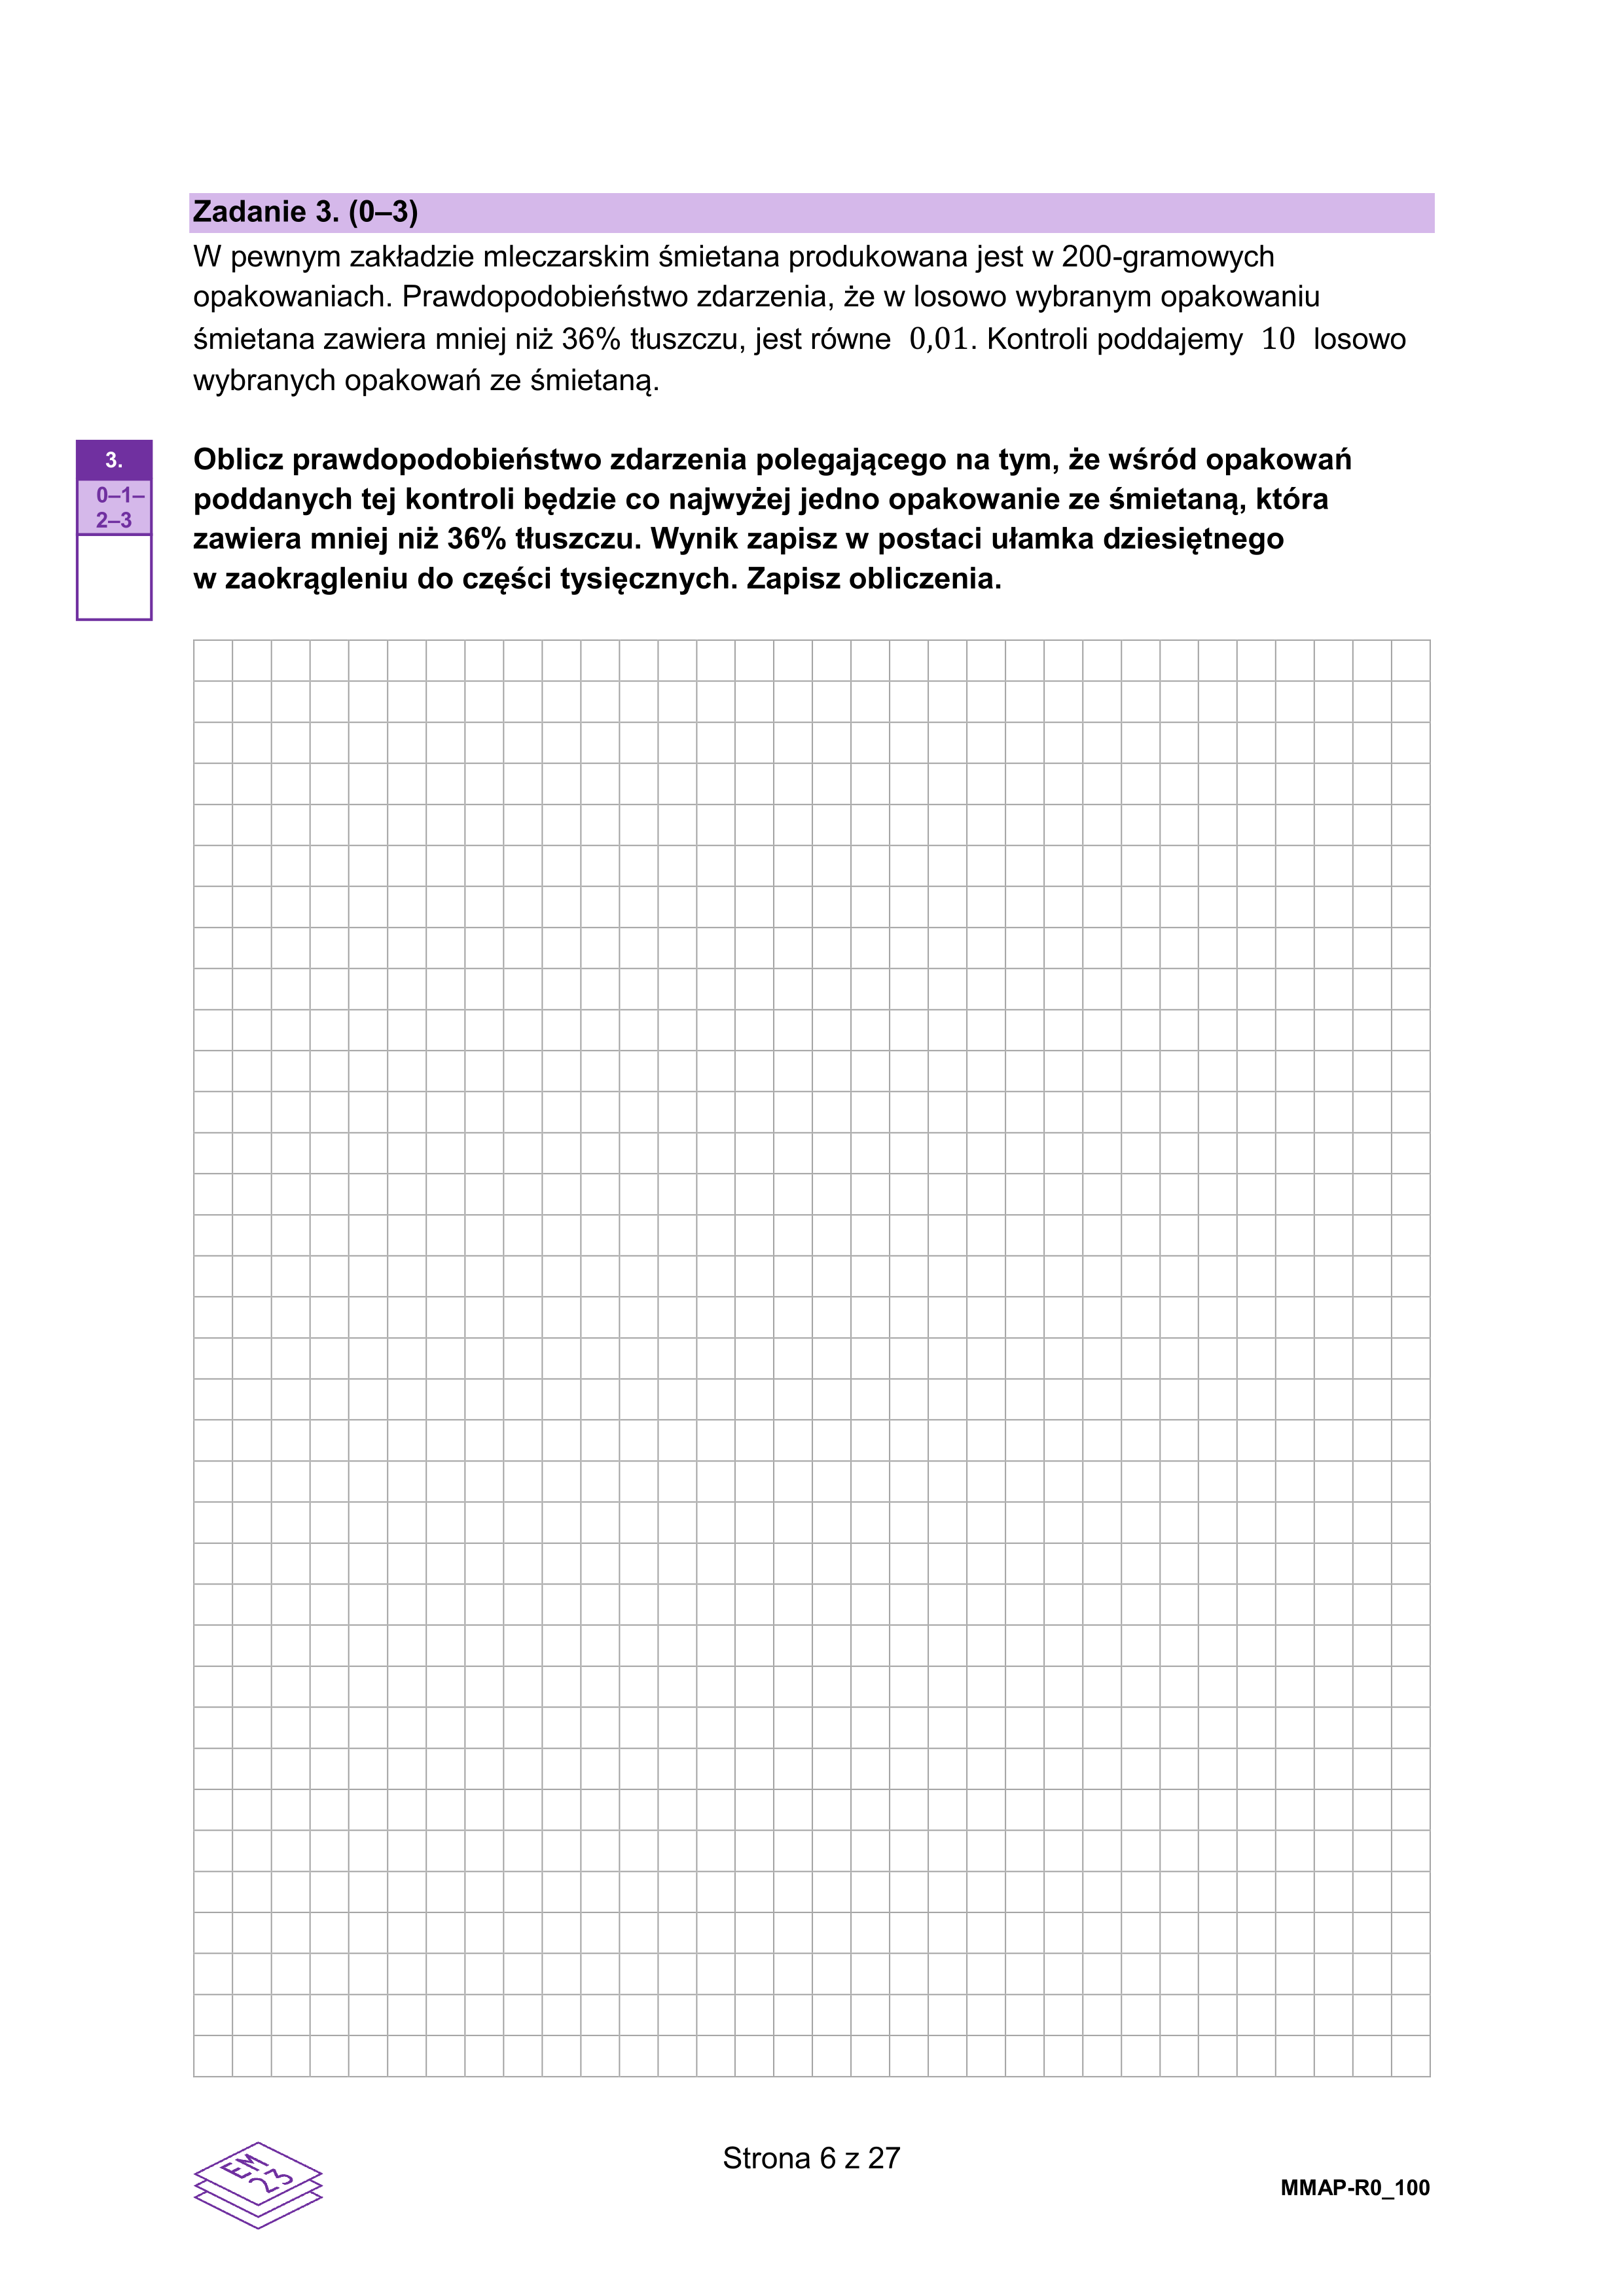 Zadanie 3. (0–3)
W pewnym zakładzie mleczarskim śmietana produkowana jest w 200-gramowych
opakowaniach. Prawdopodobieństwo zdarzenia, że w losowo wybranym opakowaniu
śmietana zawiera mniej niż 36% tłuszczu, jest równe 0,01. Kontroli poddajemy 10 losowo
wybranych opakowań ze śmietaną.
3.
0–1–
2–3
Oblicz prawdopodobieństwo zdarzenia polegającego na tym, że wśród opakowań
poddanych tej kontroli będzie co najwyżej jedno opakowanie ze śmietaną, która
zawiera mniej niż 36% tłuszczu. Wynik zapisz w postaci ułamka dziesiętnego
w zaokrągleniu do części tysięcznych. Zapisz obliczenia.
EM
23
Strona 6 z 27
MMAP-R0_100